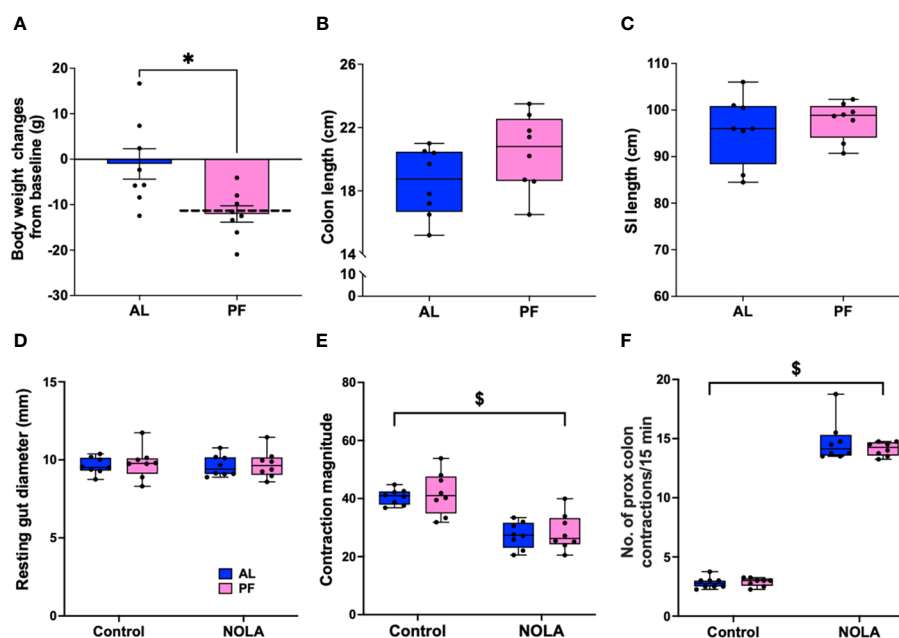 A
Body weight changes
from baseline (g)
20
10
0
-10
-20
-30
*
AL
PF
B
Colon length (cm)
26
22
18
14
10
0
AL
PF
C
SI length (cm)
120
100
90
80
60
AL
PF
D
Resting gut diameter (mm)
15
10
5
0
AL
PF
Control
NOLA
E
Contraction magnitude
80
60
40
20
0
$
Control
NOLA
F
No. of prox colon
contractions/15 min
20
15
10
5
0
$
Control
NOLA